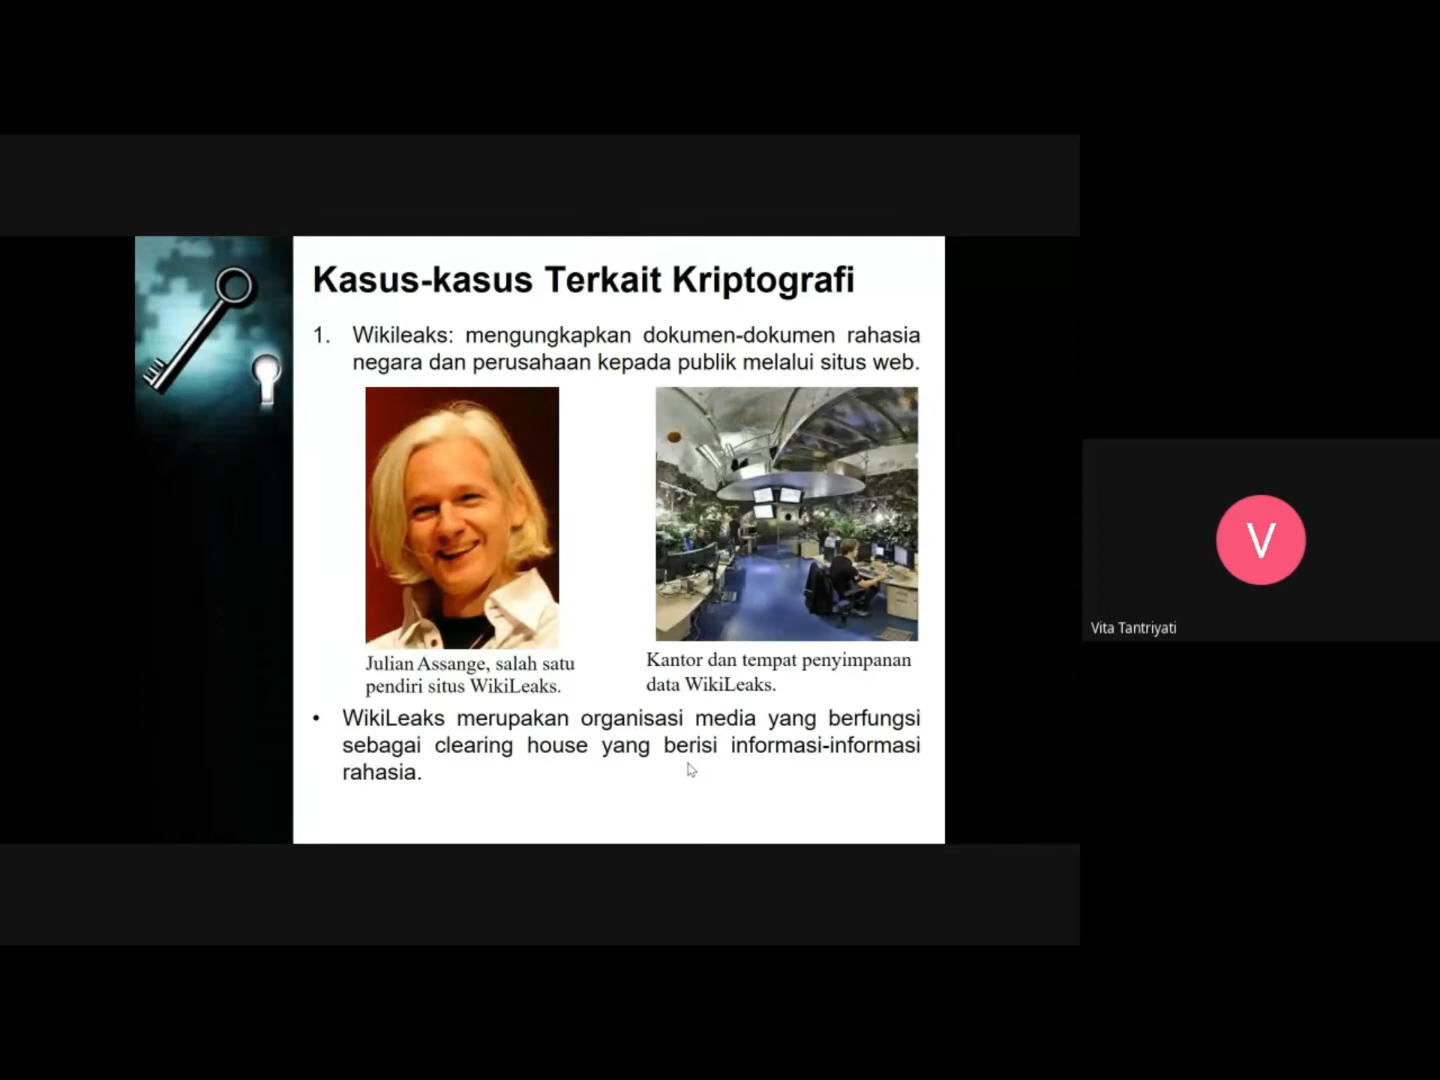 Kasus-kasus Terkait Kriptografi
1. Wikileaks: mengungkapkan dokumen-dokumen rahasia
negara dan perusahaan kepada publik melalui situs web.
Julian Assange, salah satu
pendiri situs WikiLeaks.
Kantor dan tempat penyimpanan
data WikiLeaks.
• WikiLeaks merupakan organisasi media yang berfungsi
sebagai clearing house yang berisi informasi-informasi
rahasia.
V
Vita Tantriyati